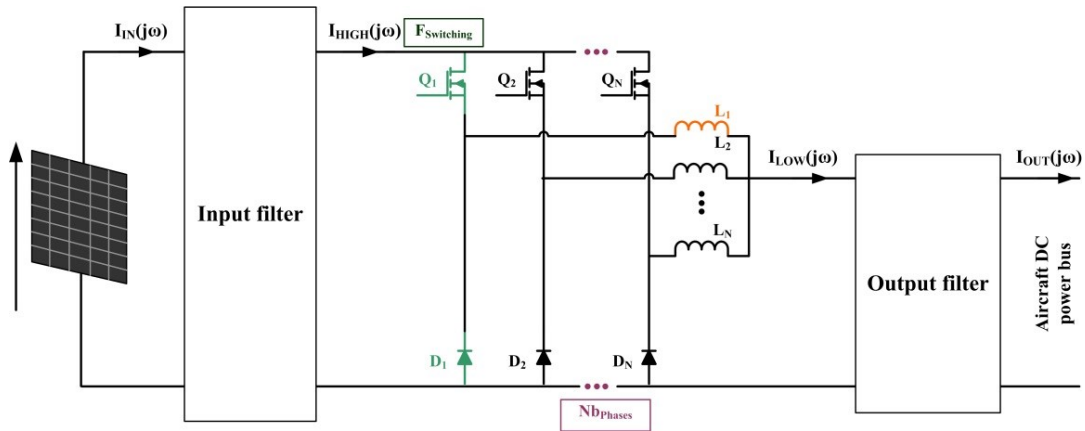 I_IN(jω)
I_HIGH(jω)
F_Switching
Q_1
Q_2
Q_N
L_1
L_2
L_N
I_LOW(jω)
I_OUT(jω)
Input filter
Output filter
Aircraft DC
power bus
D_1
D_2
D_N
Nb_Phases